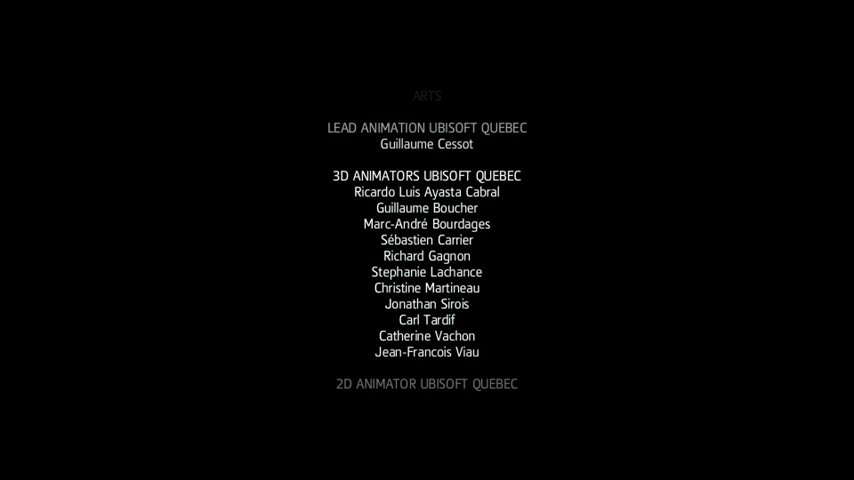 ARTS
LEAD ANIMATION UBISOFT QUEBEC
Guillaume Cessot
3D ANIMATORS UBISOFT QUEBEC
Ricardo Luis Ayasta Cabral
Guillaume Boucher
Marc-André Bourdages
Sébastien Carrier
Richard Gagnon
Stephanie Lachance
Christine Martineau
Jonathan Sirois
Carl Tardif
Catherine Vachon
Jean-Francois Viau
2D ANIMATOR UBISOFT QUEBEC